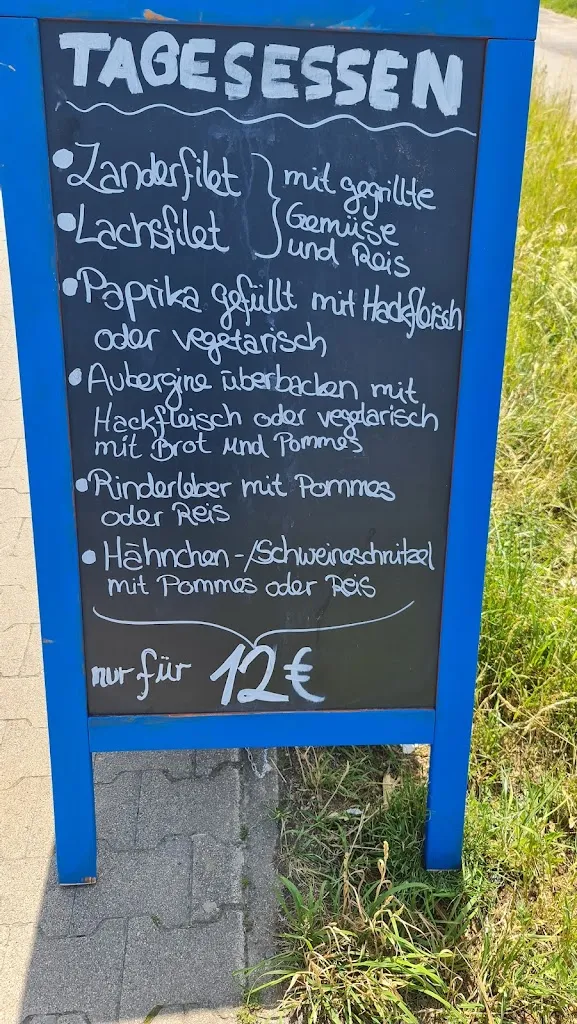 TAGESESSEN
• Zanderfilet } mit gegrillte
• Lachsfilet Gemüse
und Reis
• Paprika gefüllt mit Hackfleisch
oder vegetarisch
• Aubergine überbacken mit
Hackfleisch oder vegetarisch
mit Brot und Pommes
• Rinderleber mit Pommes
oder Reis
• Hähnchen-/Schweineschnitzel
mit Pommes oder Reis
nur für 12€